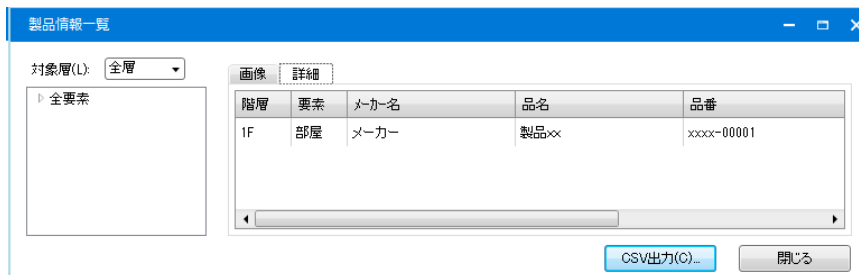 製品情報一覧
対象層(L): 全層
全要素
画像 詳細
階層 要素 メーカー名 品名 品番
1F 部屋 メーカー 製品xx xxxx-00001
CSV出力(C)... 閉じる